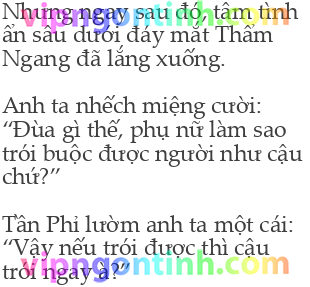 Nhưng ngay sau đó, tâm tình
ẩn sâu dưới đáy mắt Thẩm
Ngang đã lắng xuống.
Anh ta nhếch miệng cười:
“Đùa gì thế, phụ nữ làm sao
trói buộc được người như cậu
chứ?”
Tần Phỉ lườm anh ta một cái:
“Vậy nếu trói được thì cậu
trói ngay à?”
vipngontinh.com
vipngontinh.com